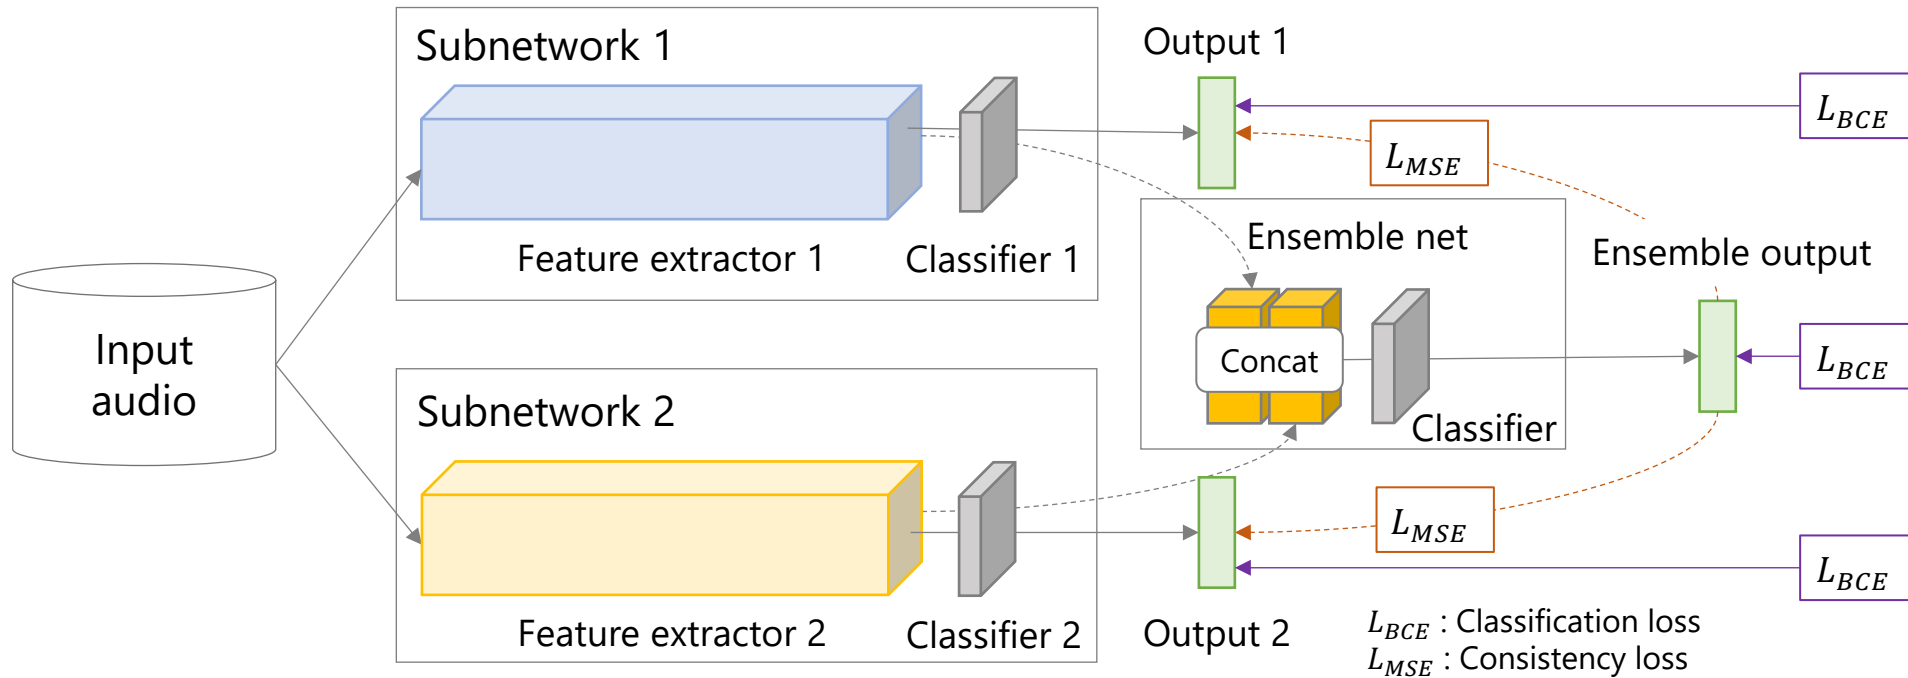 Subnetwork 1
Feature extractor 1
Classifier 1
Output 1
L_BCE
L_MSE
Input
audio
Ensemble net
Concat
Classifier
Ensemble output
L_BCE
Subnetwork 2
Feature extractor 2
Classifier 2
Output 2
L_MSE
L_BCE
L_BCE : Classification loss
L_MSE : Consistency loss